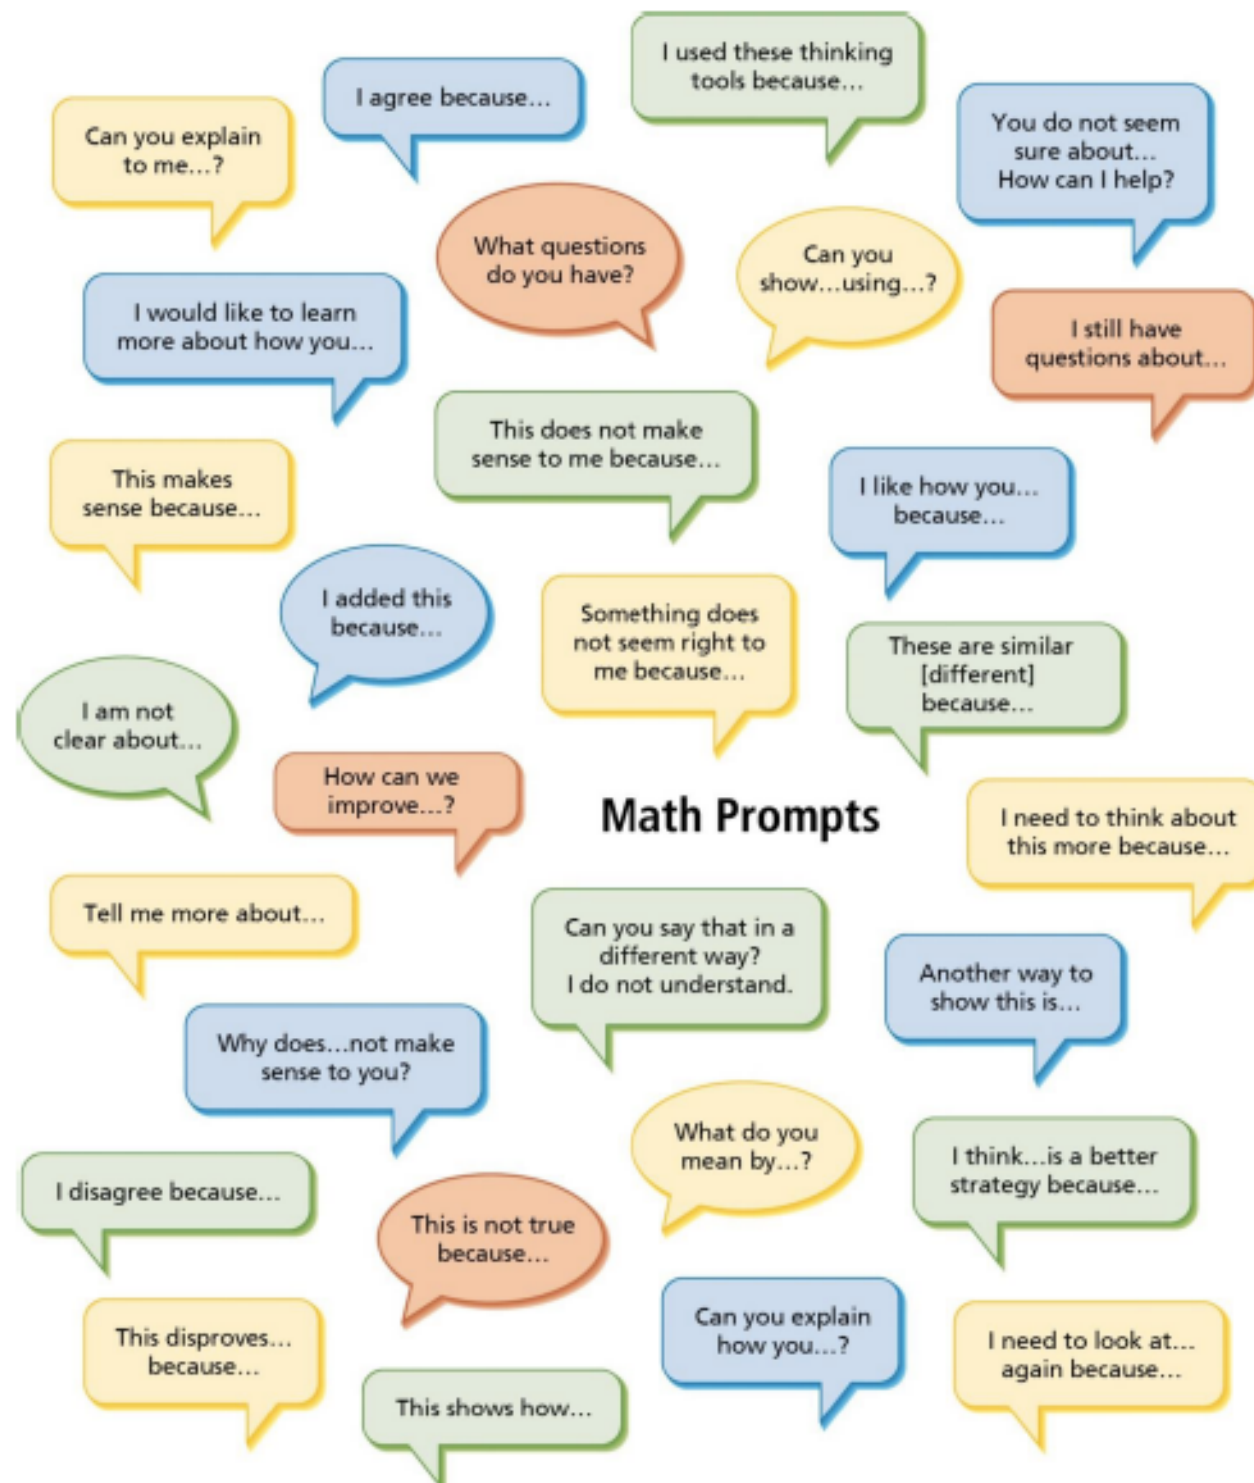 I used these thinking
tools because…
I agree because…
Can you explain
to me…?
You do not seem
sure about…
How can I help?
What questions
do you have?
Can you
show…using…?
I would like to learn
more about how you…
I still have
questions about…
This does not make
sense to me because…
This makes
sense because…
I like how you…
because…
I added this
because…
Something does
not seem right to
me because…
These are similar
[different]
because…
I am not
clear about…
How can we
improve…?
Math Prompts
I need to think about
this more because…
Tell me more about…
Can you say that in a
different way?
I do not understand.
Another way to
show this is…
Why does…not make
sense to you?
What do you
mean by…?
I think…is a better
strategy because…
I disagree because…
This is not true
because…
This disproves…
because…
Can you explain
how you…?
I need to look at…
again because…
This shows how…